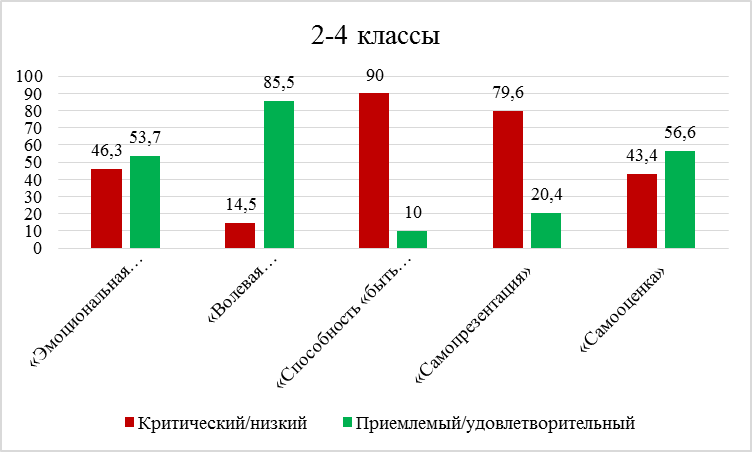 2-4 классы
100
90
80
70
60
50
40
30
20
10
0
46,3
53,7
14,5
85,5
90
10
79,6
20,4
43,4
56,6
«Эмоциональная…
«Волевая…
«Способность «быть…
«Самопрезентация»
«Самооценка»
Критический/низкий
Приемлемый/удовлетворительный